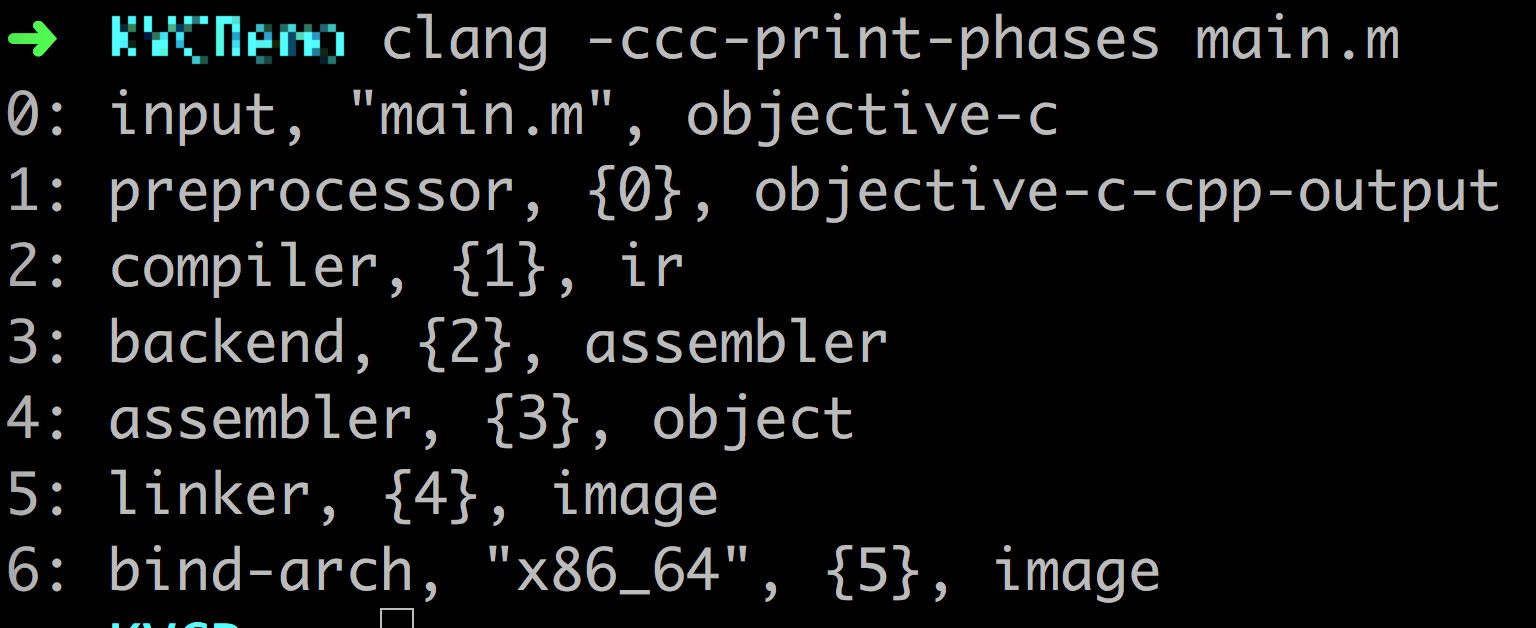 ➜ KVCDemo clang -ccc-print-phases main.m
0: input, "main.m", objective-c
1: preprocessor, {0}, objective-c-cpp-output
2: compiler, {1}, ir
3: backend, {2}, assembler
4: assembler, {3}, object
5: linker, {4}, image
6: bind-arch, "x86_64", {5}, image